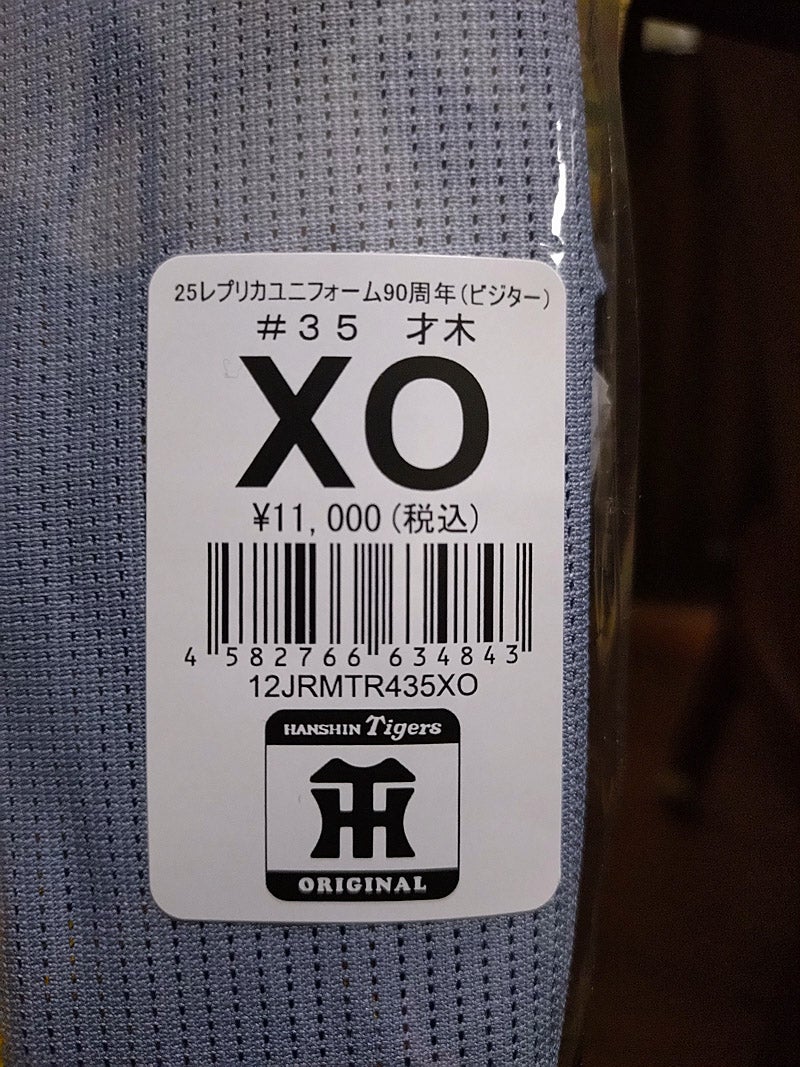 25レプリカユニフォーム90周年(ビジター)
＃３５　才木
XO
¥11,000(税込)
4 582766 634843
12JRMTR435XO
HANSHIN Tigers
TH
ORIGINAL